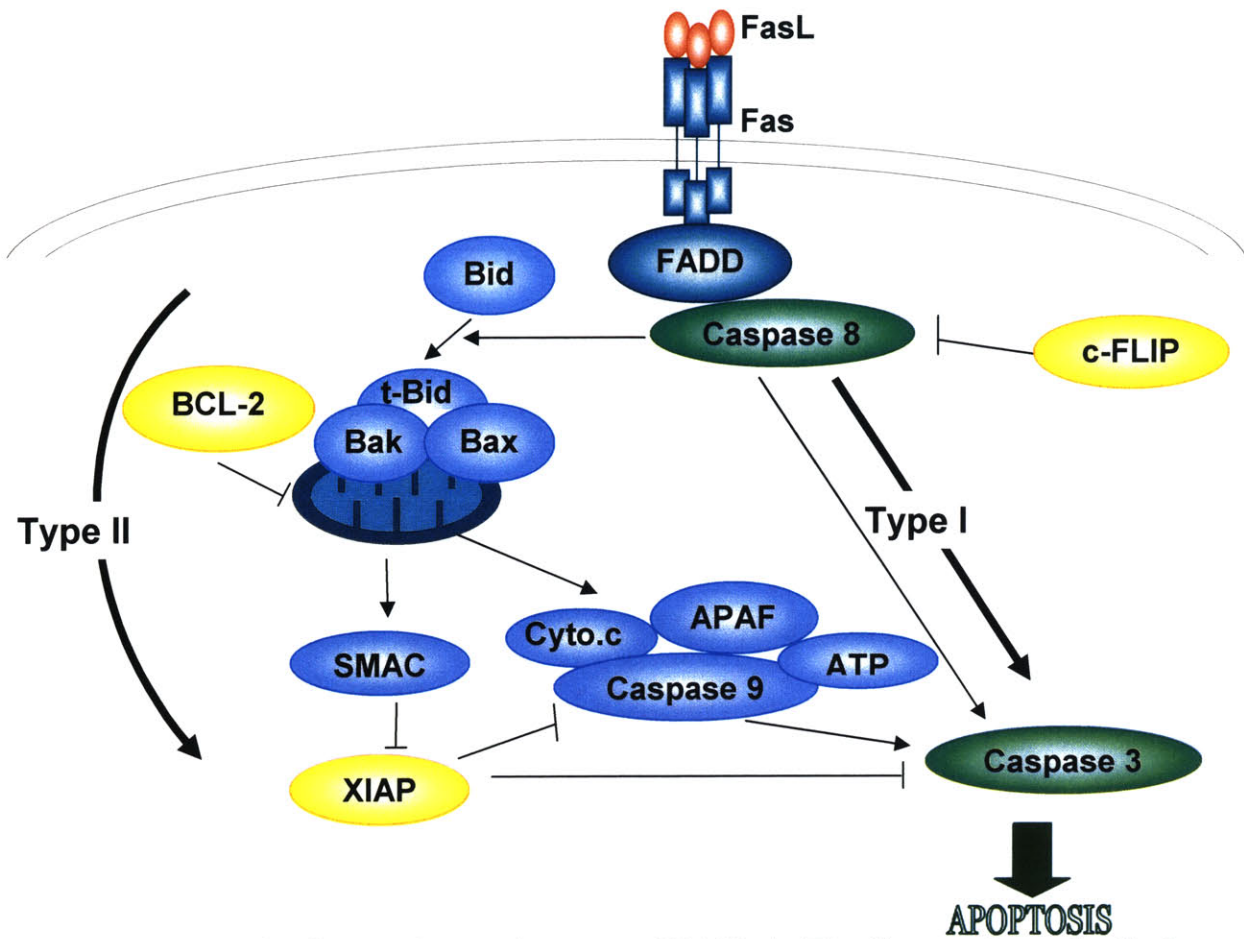 FasL
Fas
FADD
Bid
Caspase 8
c-FLIP
t-Bid
BCL-2
Bak
Bax
Type II
Type I
Cyto.c
APAF
ATP
SMAC
Caspase 9
XIAP
Caspase 3
APOPTOSIS